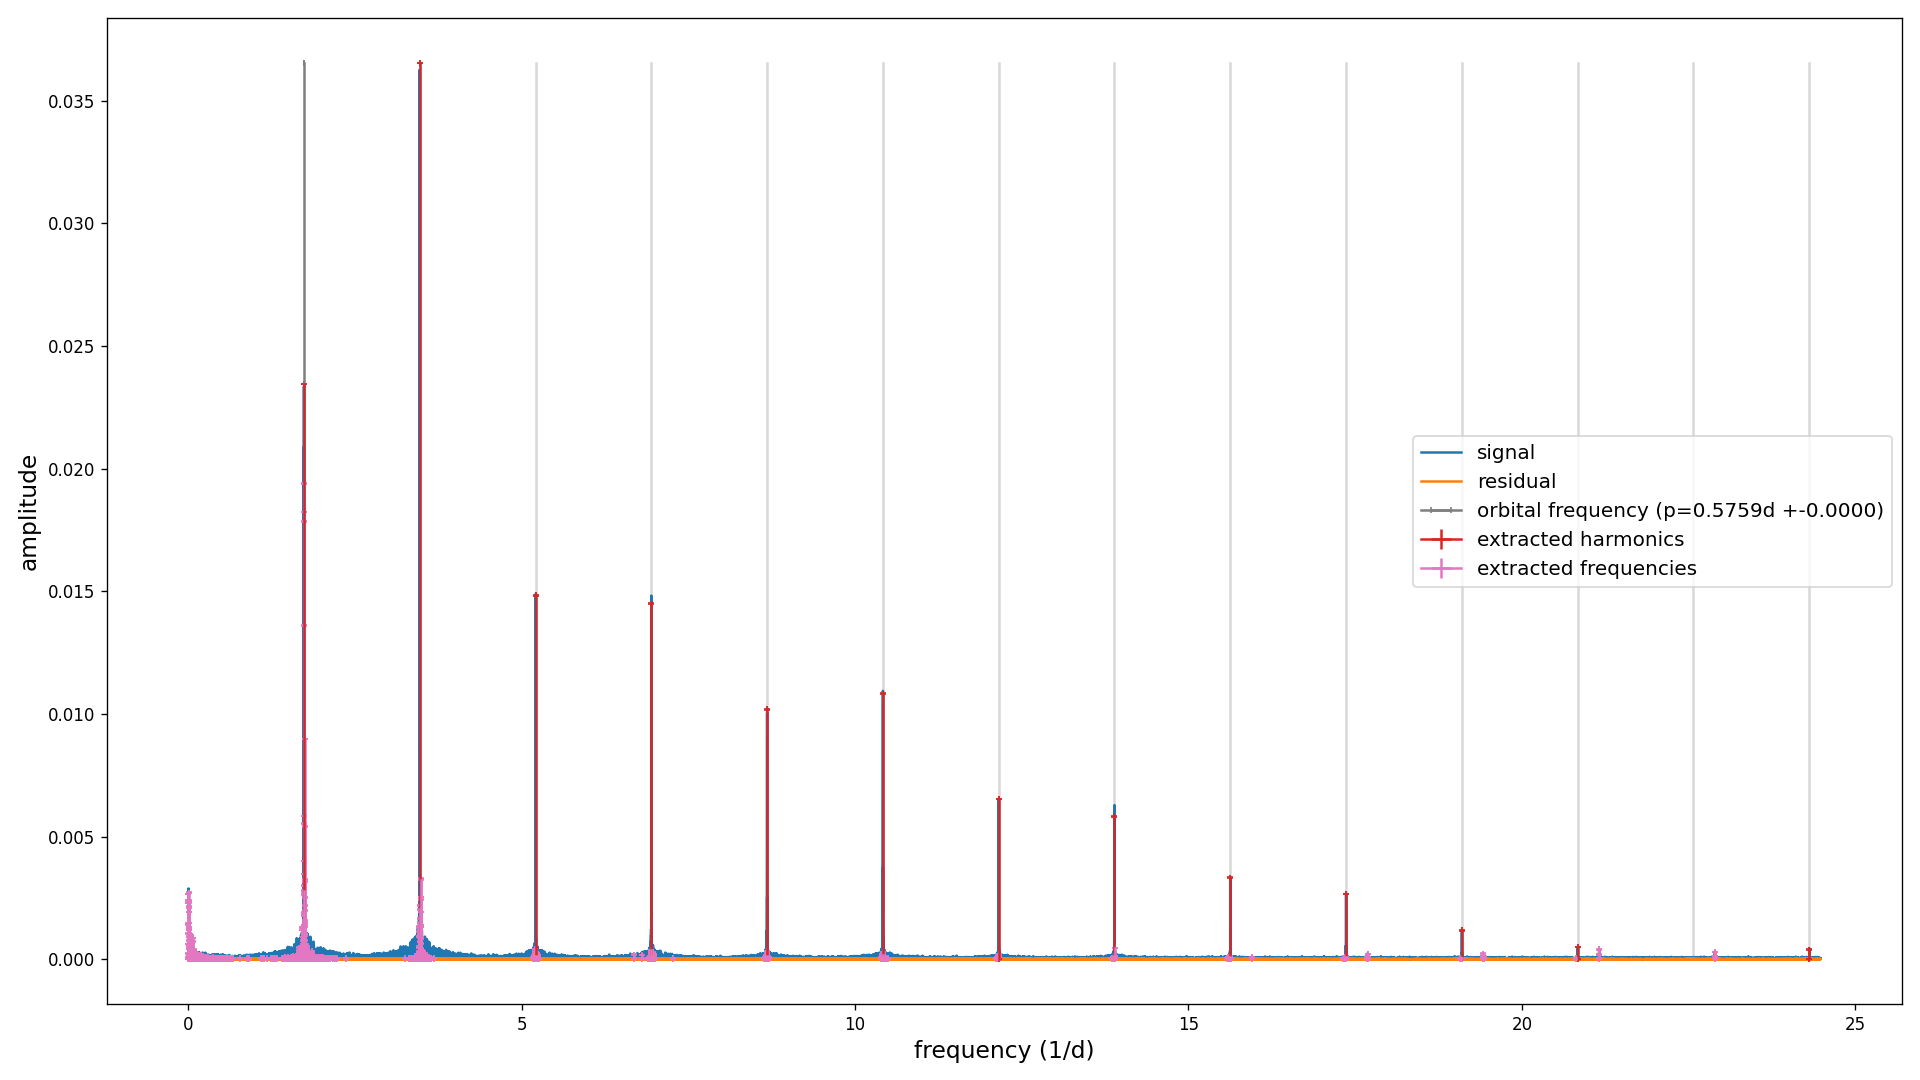 0.035
0.030
0.025
0.020
0.015
0.010
0.005
0.000
amplitude
signal
residual
orbital frequency (p=0.5759d +-0.0000)
extracted harmonics
extracted frequencies
0 5 10 15 20 25
frequency (1/d)